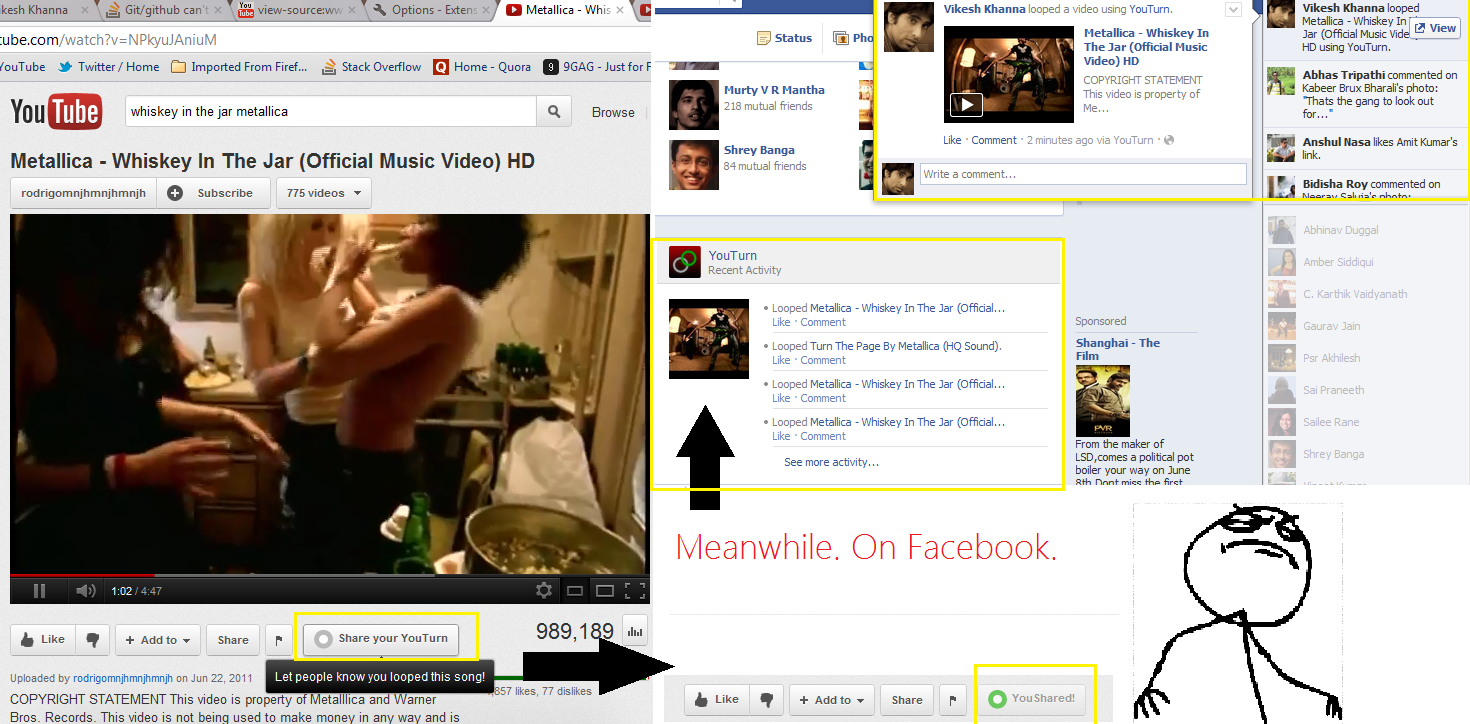 ikesh Khanna
Git/github can't
view-source:ww
Options - Extens
Metallica - Whis
tube.com/watch?v=NPkyuJAniuM
YouTube
Twitter / Home
Imported From Firef...
Stack Overflow
Home - Quora
9GAG - Just for F
YouTube
whiskey in the jar metallica
Browse
Metallica - Whiskey In The Jar (Official Music Video) HD
rodrigomnjhmnjhmnjh
Subscribe
775 videos
1:02 / 4:47
Like
Add to
Share
Share your YouTurn
989,189
Let people know you looped this song!
,857 likes, 77 dislikes
Uploaded by rodrigomnjhmnjhmnjh on Jun 22, 2011
COPYRIGHT STATEMENT This video is property of Metalllica and Warner
Bros. Records. This video is not being used to make money in any way and is
Status
Pho
Murty V R Mantha
218 mutual friends
Shrey Banga
84 mutual friends
Vikesh Khanna looped a video using YouTurn.
Metallica - Whiskey In
The Jar (Official Music
Video) HD
COPYRIGHT STATEMENT
This video is property of
Me...
Like · Comment · 2 minutes ago via YouTurn ·
Write a comment...
Vikesh Khanna looped
Metallica - Whiskey In
Jar (Official Music Vide
HD using YouTurn.
View
Abhas Tripathi commented on
Kabeer Brux Bharali's photo:
"Thats the gang to look out
for..."
Anshul Nasa likes Amit Kumar's
link.
Bidisha Roy commented on
Neerav Saluja's photo:
Abhinav Duggal
Amber Siddiqui
C. Karthik Vaidyanath
Gaurav Jain
Psr Akhilesh
Sai Praneeth
Sailee Rane
Shrey Banga
YouTurn
Recent Activity
Looped Metallica - Whiskey In The Jar (Official...
Like · Comment
Looped Turn The Page By Metallica (HQ Sound).
Like · Comment
Looped Metallica - Whiskey In The Jar (Official...
Like · Comment
Looped Metallica - Whiskey In The Jar (Official...
Like · Comment
See more activity...
Sponsored
Shanghai - The
Film
PVR
From the maker of
LSD,comes a political pot
boiler your way on June
8th.Dont miss the first
Meanwhile. On Facebook.
Like
Add to
Share
YouShared!